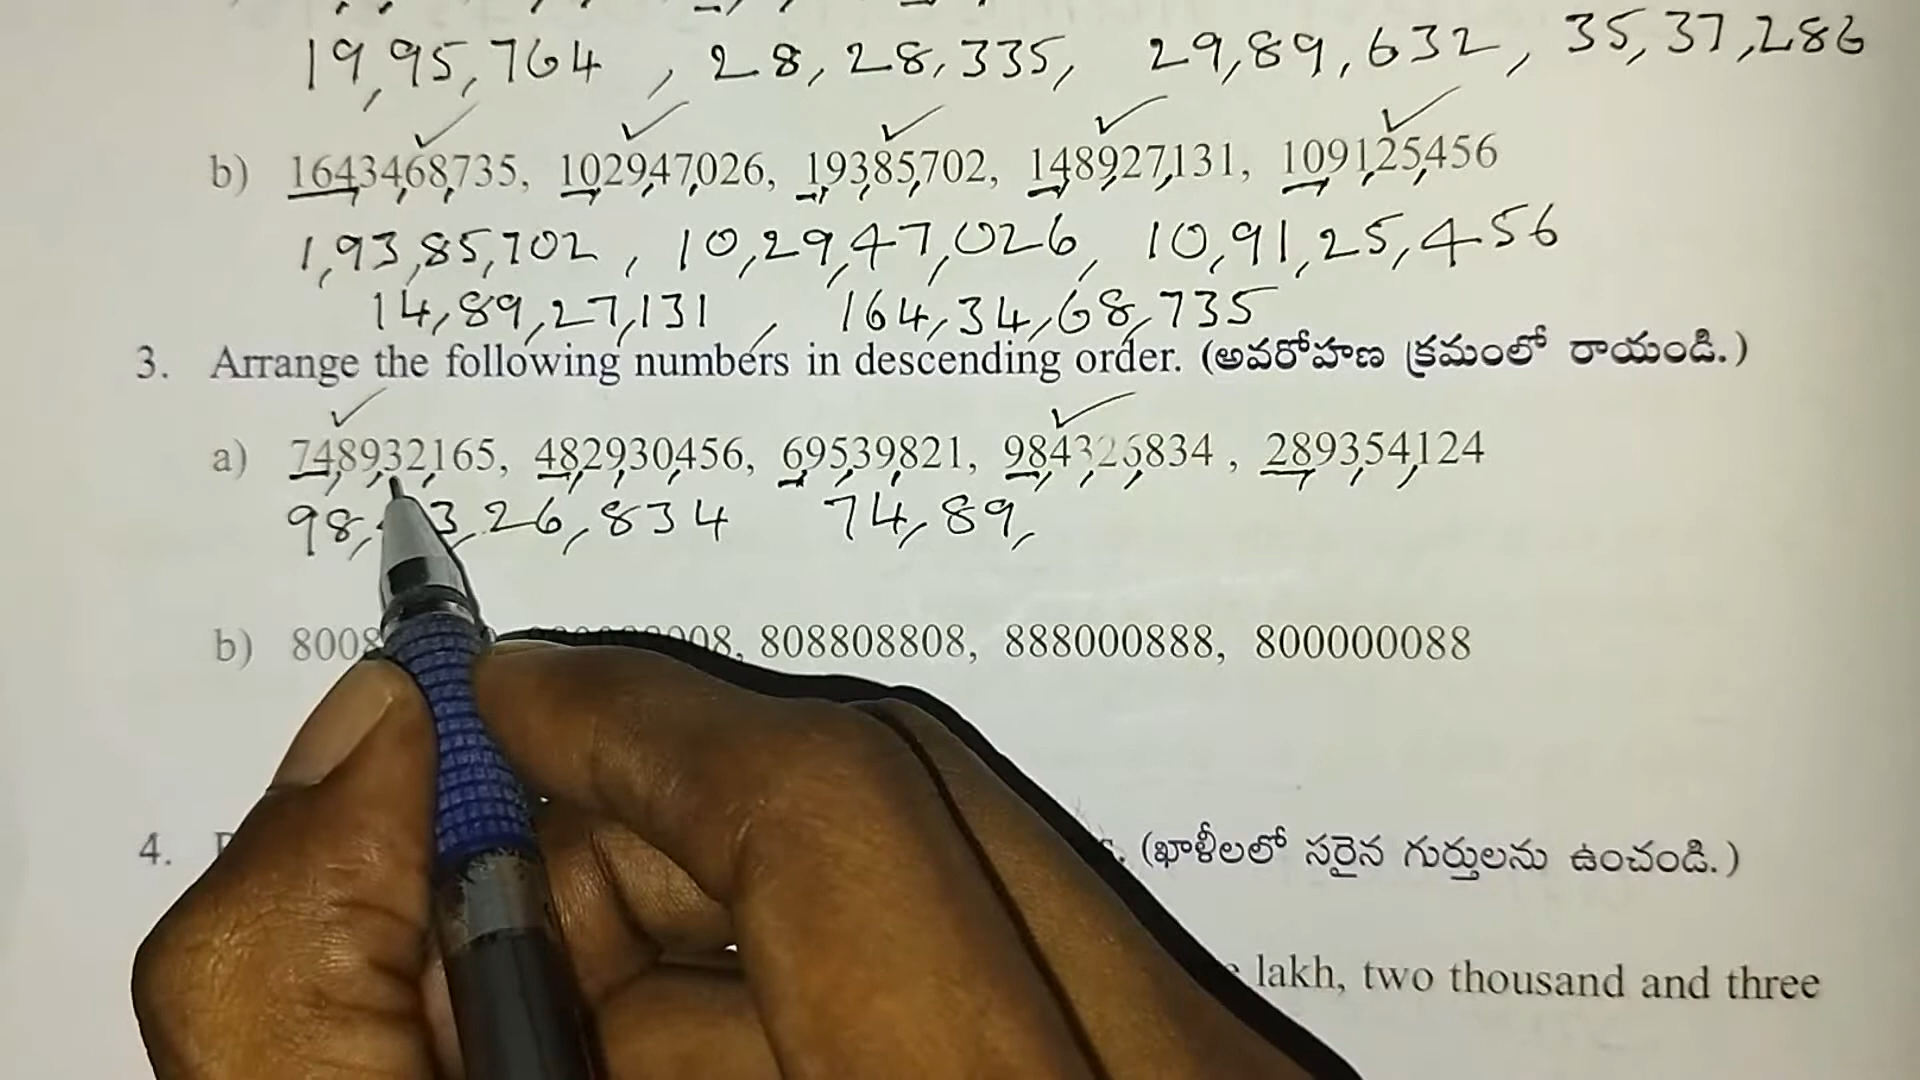 19,95,764 , 28,28,335, 29,89,632, 35,37,286
b) 1643468735, 102947026, 19385702, 148927131, 109125456
1,93,85,702, 10,29,47,026, 10,91,25,456
14,89,27,131, 164,34,68,735
3. Arrange the following numbers in descending order. (అవరోహణ క్రమంలో రాయండి.)
a) 748932165, 482930456, 69539821, 984326834, 289354124
98, 3,26,834 74,89,
b) 808808808, 888000888, 800000088
4. (ఖాళీలలో సరైన గుర్తులను ఉంచండి.)
lakh, two thousand and three